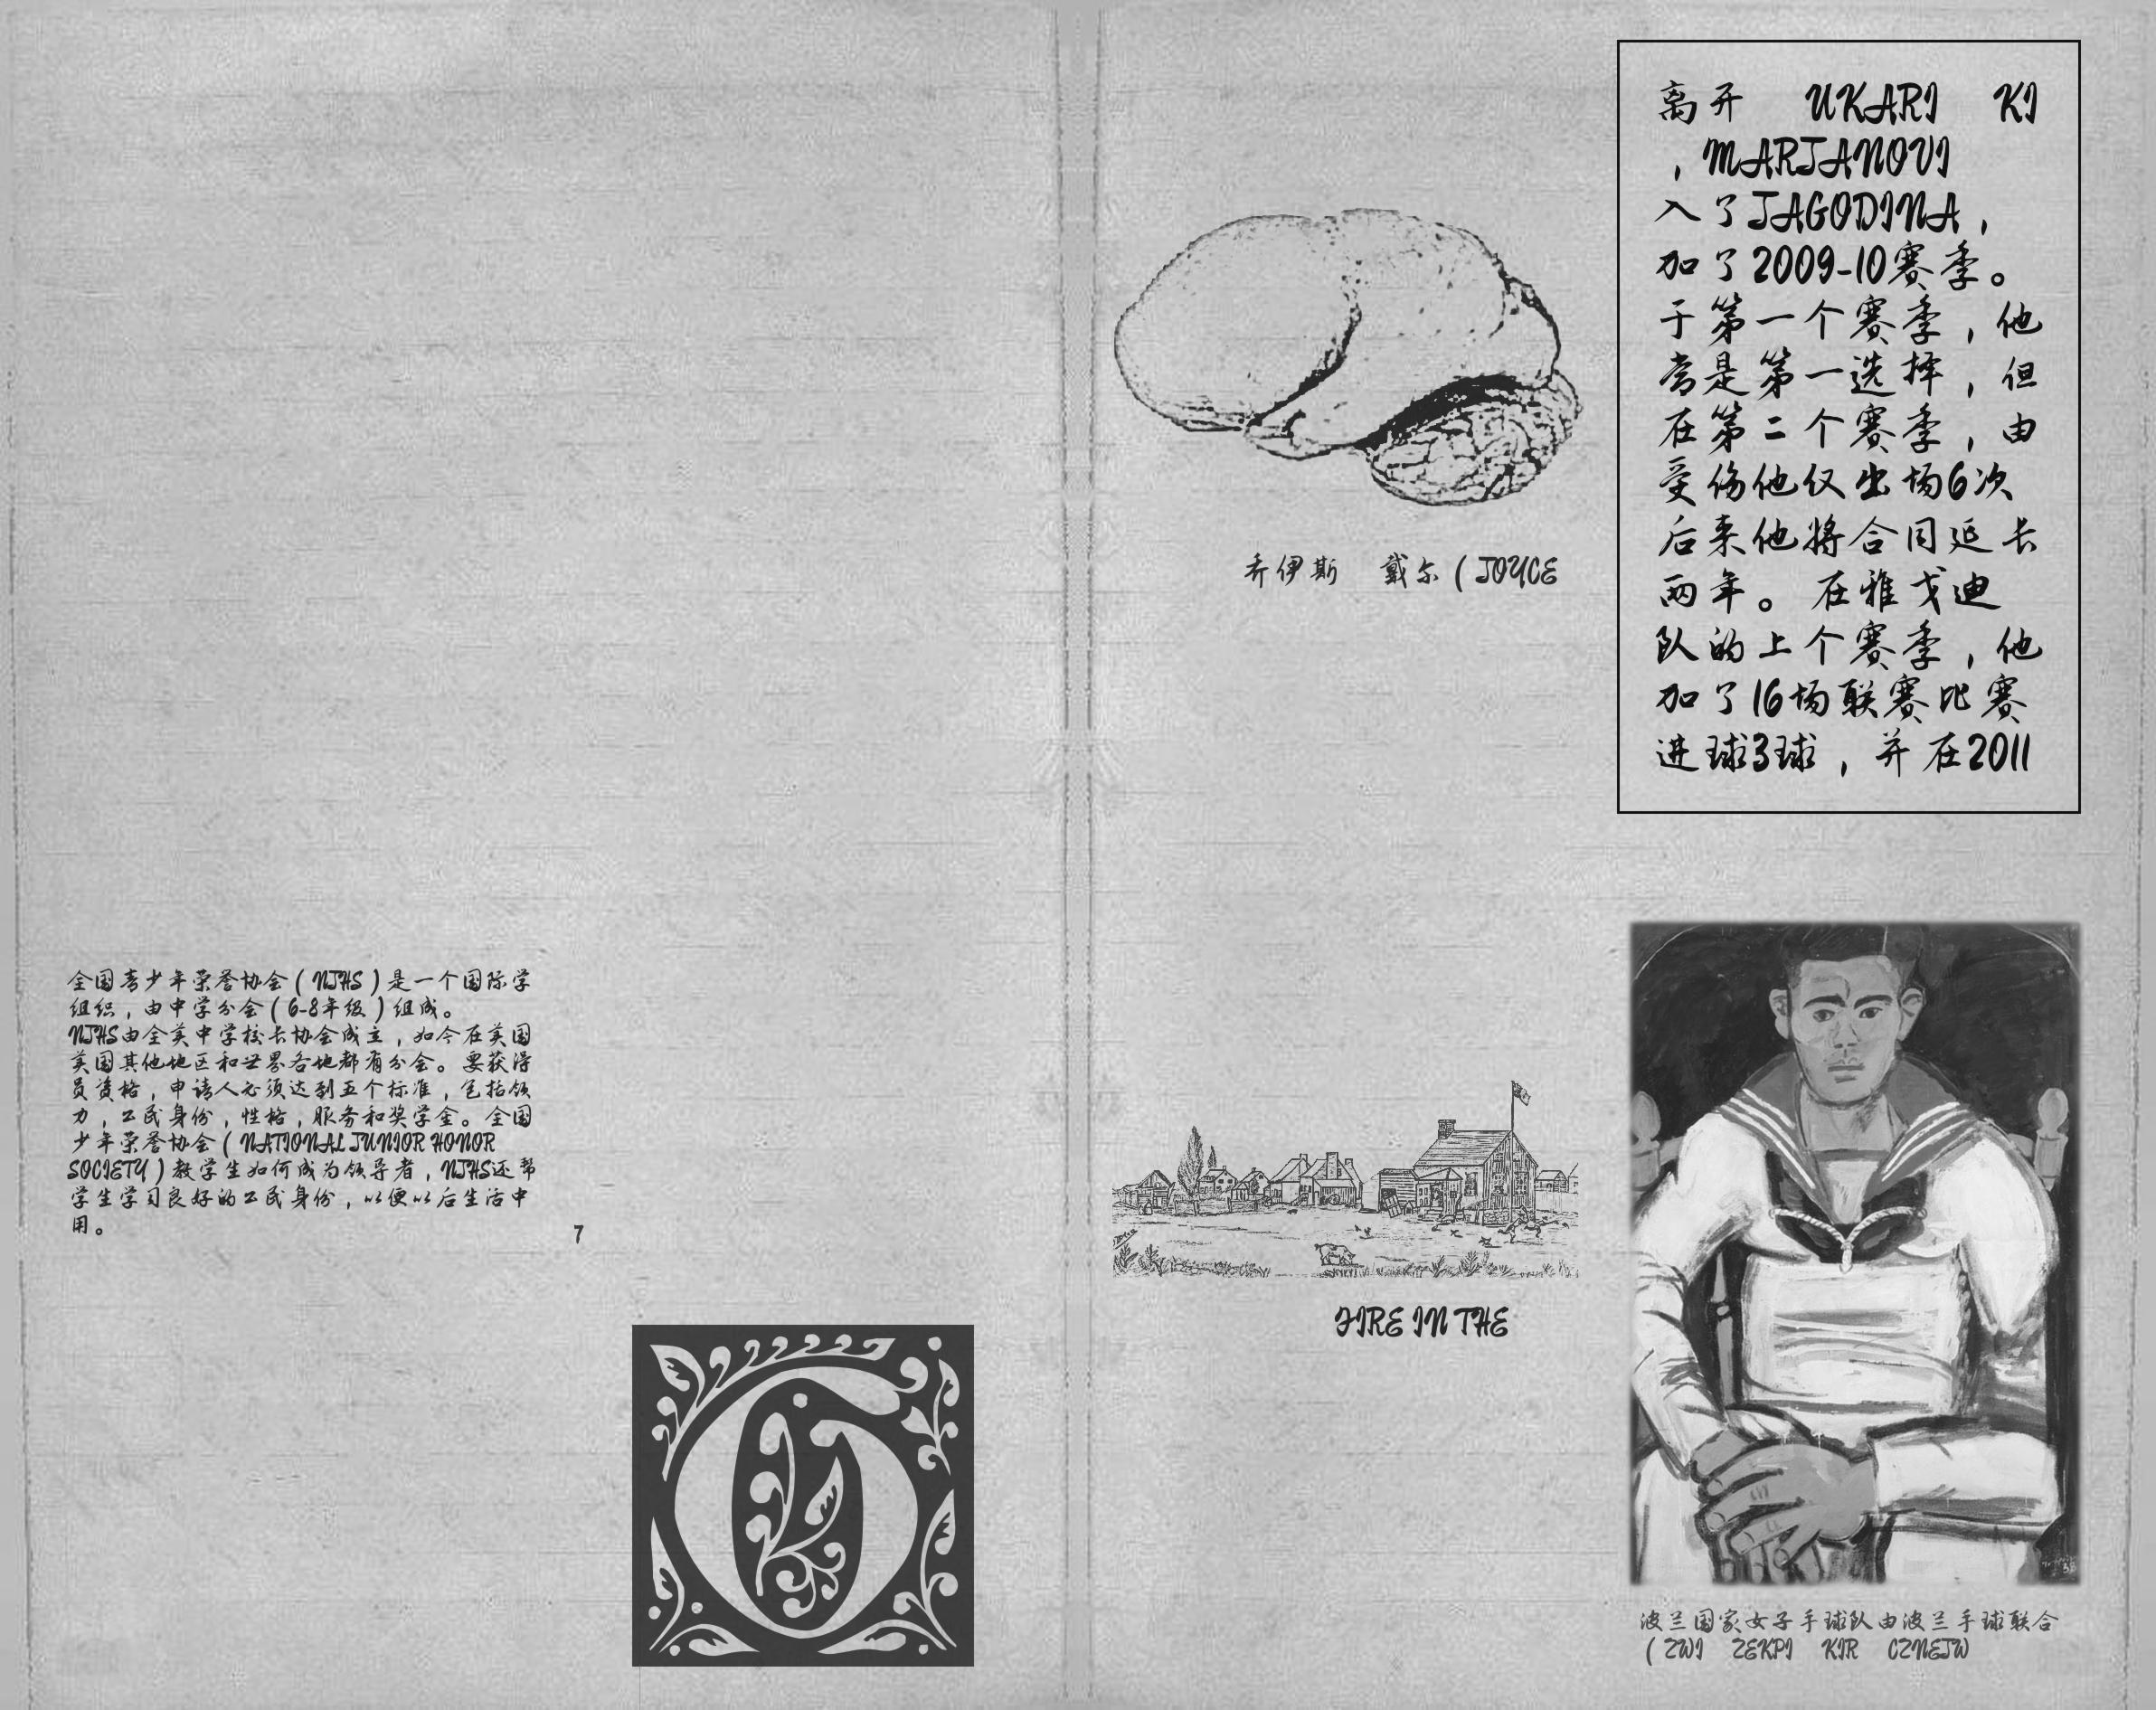 全国青少年荣誉协会(NJHS)是一个国际学
组织,由中学分会(6-8年级)组成。
NJHS由全美中学校长协会成立,如今在美国
美国其他地区和世界各地都有分会。要获得
员资格,申请人必须达到五个标准,包括领
力,公民身份,性格,服务和奖学金。全国
少年荣誉协会(NATIONAL JUNIOR HONOR
SOCIETY)教学生如何成为领导者,NJHS还帮
学生学习良好的公民身份,以便以后生活中
用。
7
乔伊斯 戴尔(JOYCE
FIRE IN THE
离开 UKARI KI
,MARJANOVI
入了JAGODINA,
加了2009-10赛季。
于第一个赛季,他
常是第一选择,但
在第二个赛季,由
受伤他仅出场6次
后来他将合同延长
两年。在雅戈迪
队的上个赛季,他
加了16场联赛比赛
进球3球,并在2011
波兰国家女子手球队由波兰手球联合
(ZWI ZEKPI KIR CZNEJW